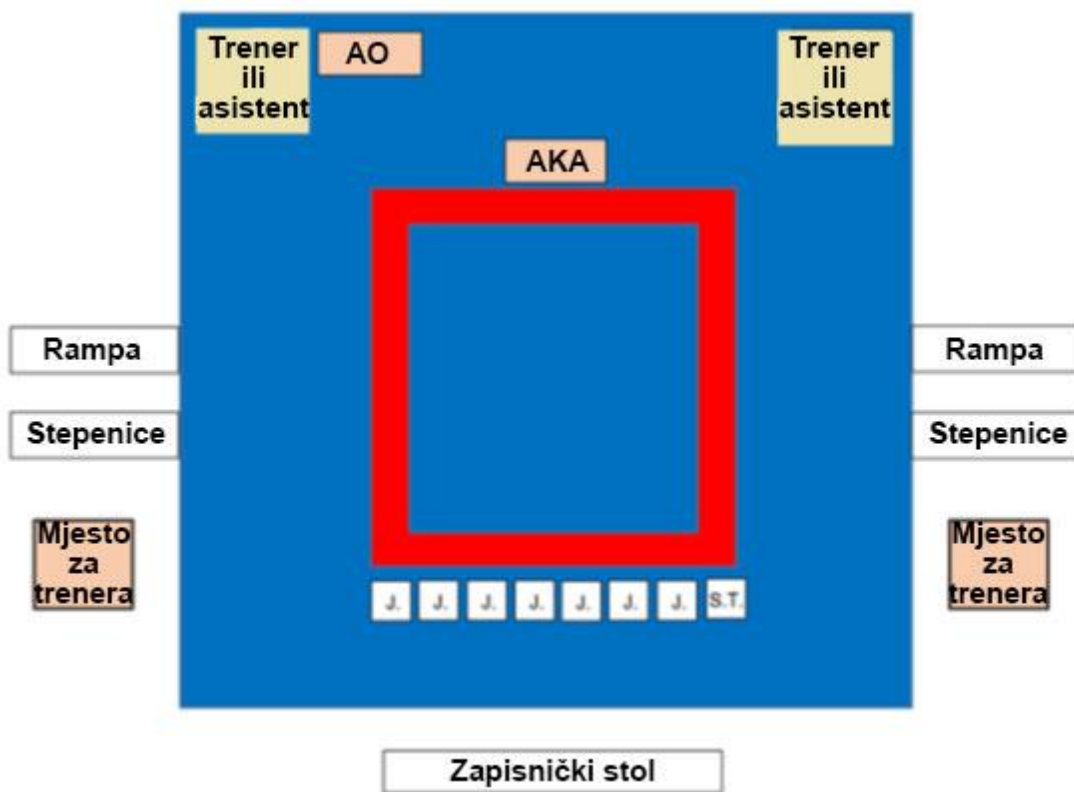 Trener
ili
asistent
AO
Trener
ili
asistent
AKA
Rampa
Rampa
Stepenice
Stepenice
Mjesto
za
trenera
Mjesto
za
trenera
J. J. J. J. J. J. J. S.T.
Zapisnički stol